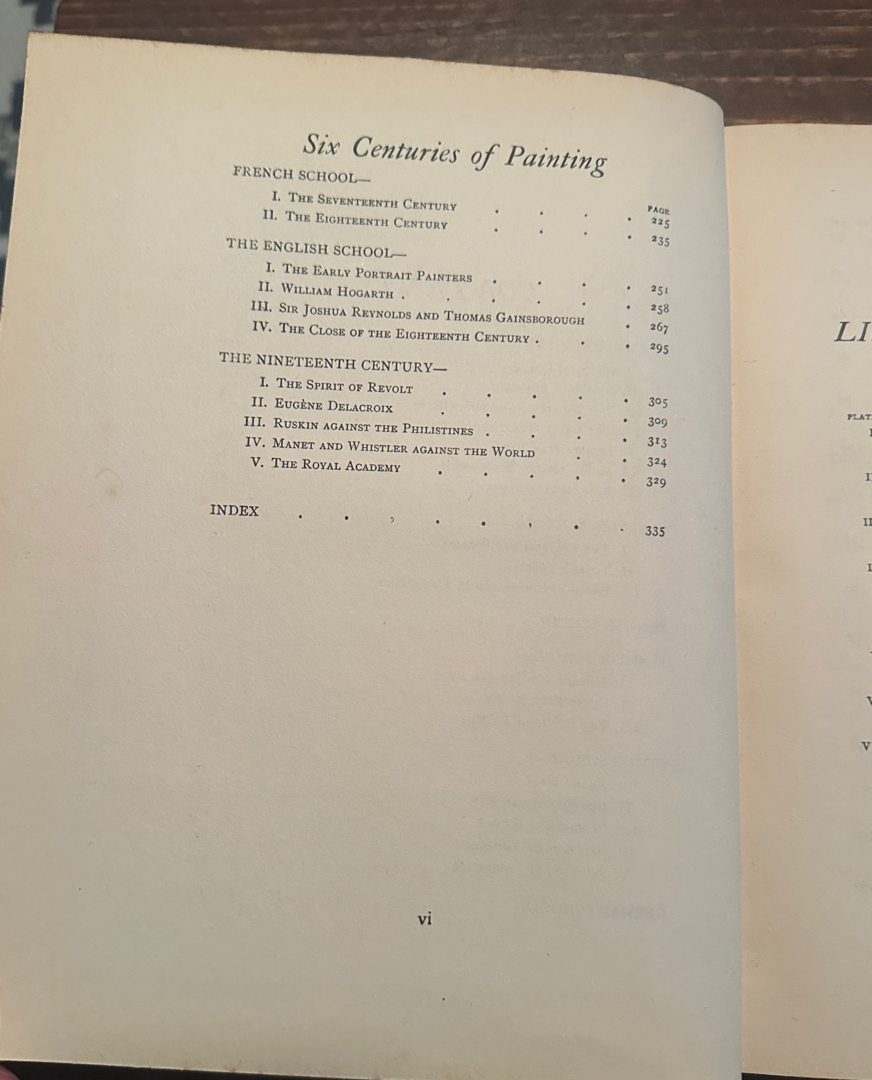 Six Centuries of Painting
FRENCH SCHOOL—
PAGE
I. The Seventeenth Century . . . . 225
II. The Eighteenth Century . . . . 235
THE ENGLISH SCHOOL—
I. The Early Portrait Painters . . . . 251
II. William Hogarth . . . . . . 258
III. Sir Joshua Reynolds and Thomas Gainsborough . 267
IV. The Close of the Eighteenth Century . . . 295
THE NINETEENTH CENTURY—
I. The Spirit of Revolt . . . . . 305
II. Eugène Delacroix . . . . . 309
III. Ruskin against the Philistines . . . . 313
IV. Manet and Whistler against the World . . 324
V. The Royal Academy . . . . . 329
INDEX . . . . . . . . 335
vi